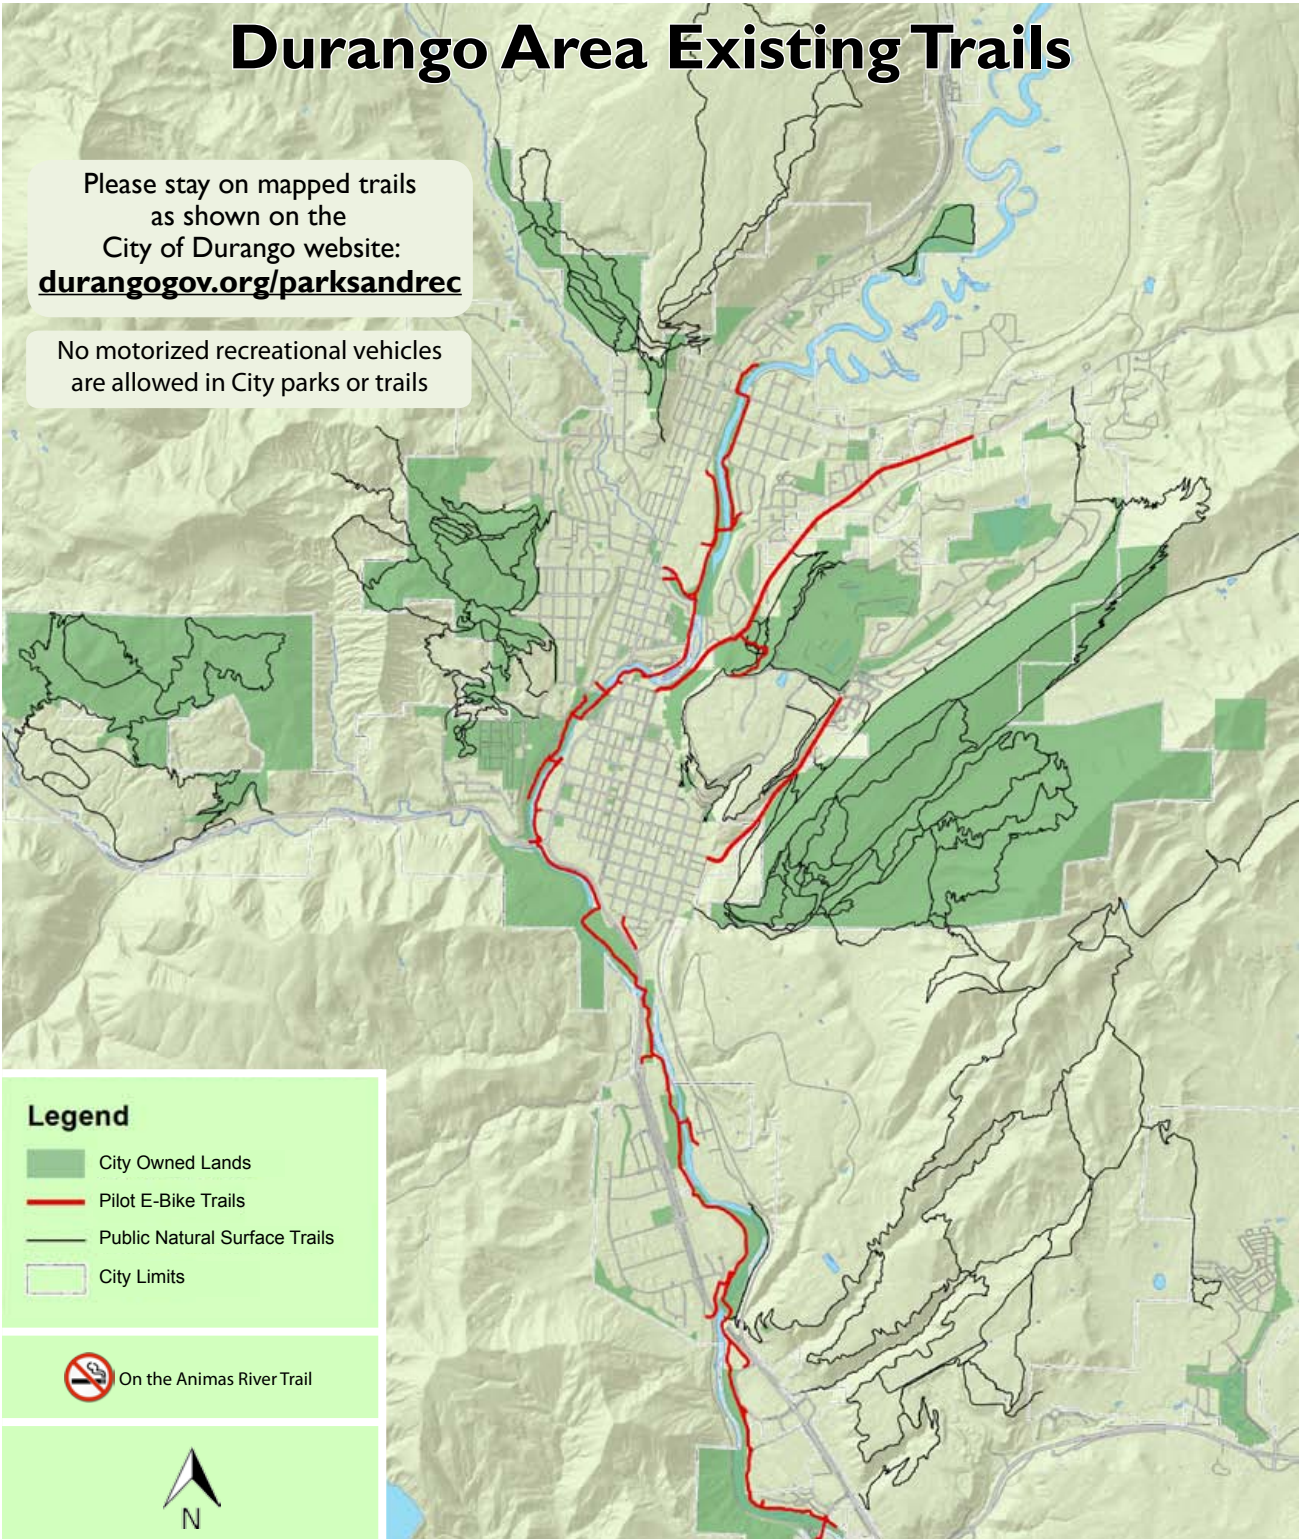 Durango Area Existing Trails
Please stay on mapped trails
as shown on the
City of Durango website:
durangogov.org/parksandrec
No motorized recreational vehicles
are allowed in City parks or trails
Legend
City Owned Lands
Pilot E-Bike Trails
Public Natural Surface Trails
City Limits
On the Animas River Trail
N